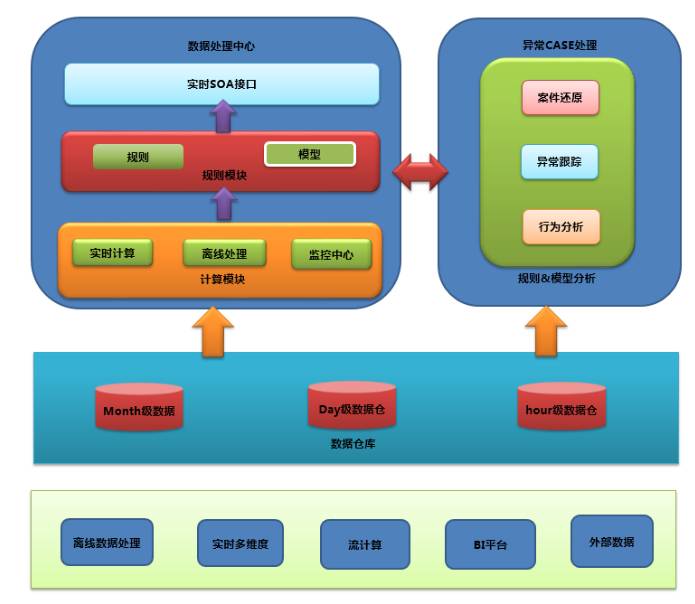 数据处理中心
实时SOA接口
规则
模型
规则模块
实时计算
离线处理
监控中心
计算模块
异常CASE处理
案件还原
异常跟踪
行为分析
规则&模型分析
Month级数据
Day级数据仓
hour级数据仓
数据仓库
离线数据处理
实时多维度
流计算
BI平台
外部数据